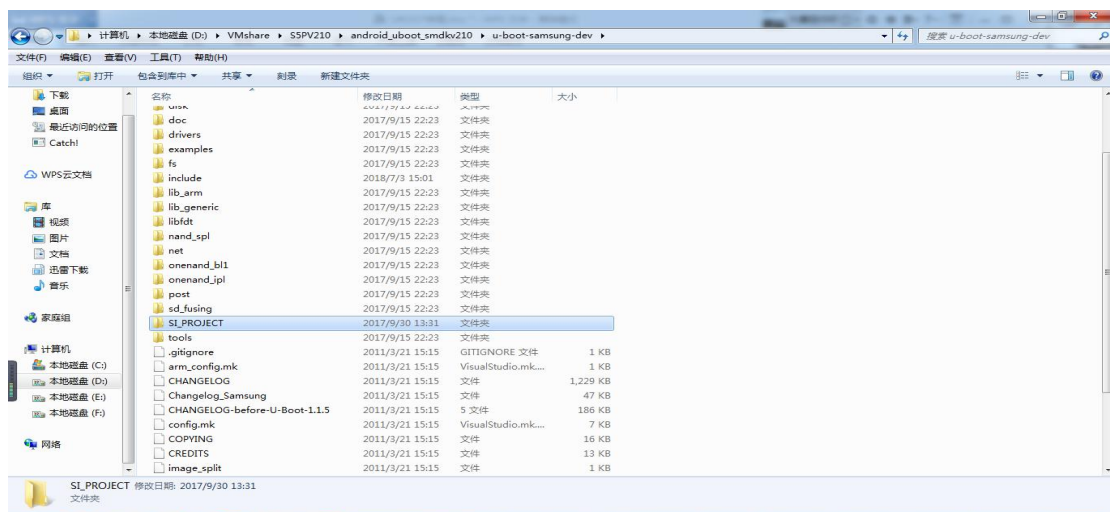 计算机 ▸ 本地磁盘 (D:) ▸ VMshare ▸ S5PV210 ▸ android_uboot_smdkv210 ▸ u-boot-samsung-dev ▸
搜索 u-boot-samsung-dev
文件(F) 编辑(E) 查看(V) 工具(T) 帮助(H)
组织 打开 包含到库中 共享 刻录 新建文件夹
下载
桌面
最近访问的位置
Catch!
WPS云文档
库
视频
图片
文档
迅雷下载
音乐
家庭组
计算机
本地磁盘 (C:)
本地磁盘 (D:)
本地磁盘 (E:)
本地磁盘 (F:)
网络
名称 修改日期 类型 大小
disk 2017/9/15 22:23 文件夹
doc 2017/9/15 22:23 文件夹
drivers 2017/9/15 22:23 文件夹
examples 2017/9/15 22:23 文件夹
fs 2017/9/15 22:23 文件夹
include 2018/7/3 15:01 文件夹
lib_arm 2017/9/15 22:23 文件夹
lib_generic 2017/9/15 22:23 文件夹
libfdt 2017/9/15 22:23 文件夹
nand_spl 2017/9/15 22:23 文件夹
net 2017/9/15 22:23 文件夹
onenand_bl1 2017/9/15 22:23 文件夹
onenand_ipl 2017/9/15 22:23 文件夹
post 2017/9/15 22:23 文件夹
sd_fusing 2017/9/15 22:23 文件夹
SI_PROJECT 2017/9/30 13:31 文件夹
tools 2017/9/15 22:23 文件夹
.gitignore 2011/3/21 15:15 GITIGNORE 文件 1 KB
arm_config.mk 2011/3/21 15:15 VisualStudio.mk.... 1 KB
CHANGELOG 2011/3/21 15:15 文件 1,229 KB
Changelog_Samsung 2011/3/21 15:15 文件 47 KB
CHANGELOG-before-U-Boot-1.1.5 2011/3/21 15:15 5 文件 186 KB
config.mk 2011/3/21 15:15 VisualStudio.mk.... 7 KB
COPYING 2011/3/21 15:15 文件 16 KB
CREDITS 2011/3/21 15:15 文件 13 KB
image_split 2011/3/21 15:15 文件 1 KB
SI_PROJECT 修改日期: 2017/9/30 13:31
文件夹